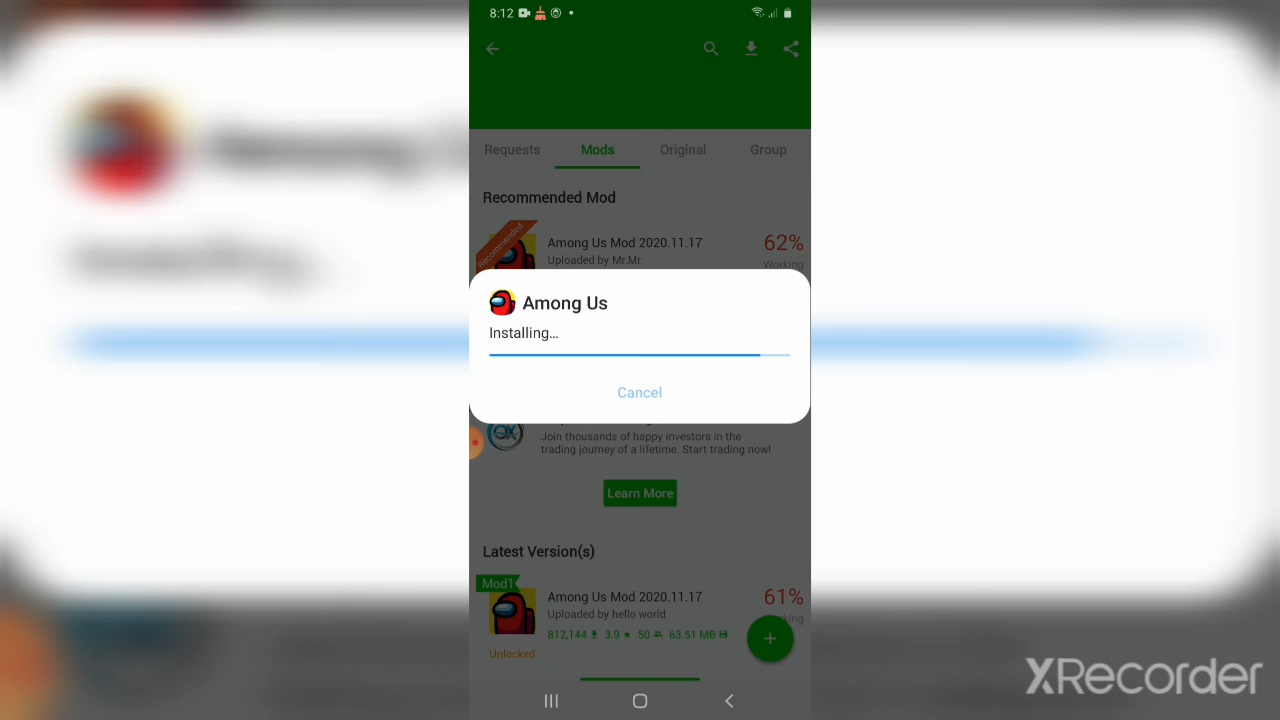 8:12
Requests
Mods
Original
Group
Recommended Mod
Recommended
Among Us Mod 2020.11.17
62%
Uploaded by Mr.Mr.
Working
Among Us
Installing...
Cancel
Join thousands of happy investors in the
trading journey of a lifetime. Start trading now!
Learn More
Latest Version(s)
Mod1
Among Us Mod 2020.11.17
61%
Uploaded by hello world
812,144 3.9 50 63.51 MB
Unlocked
XRecorder